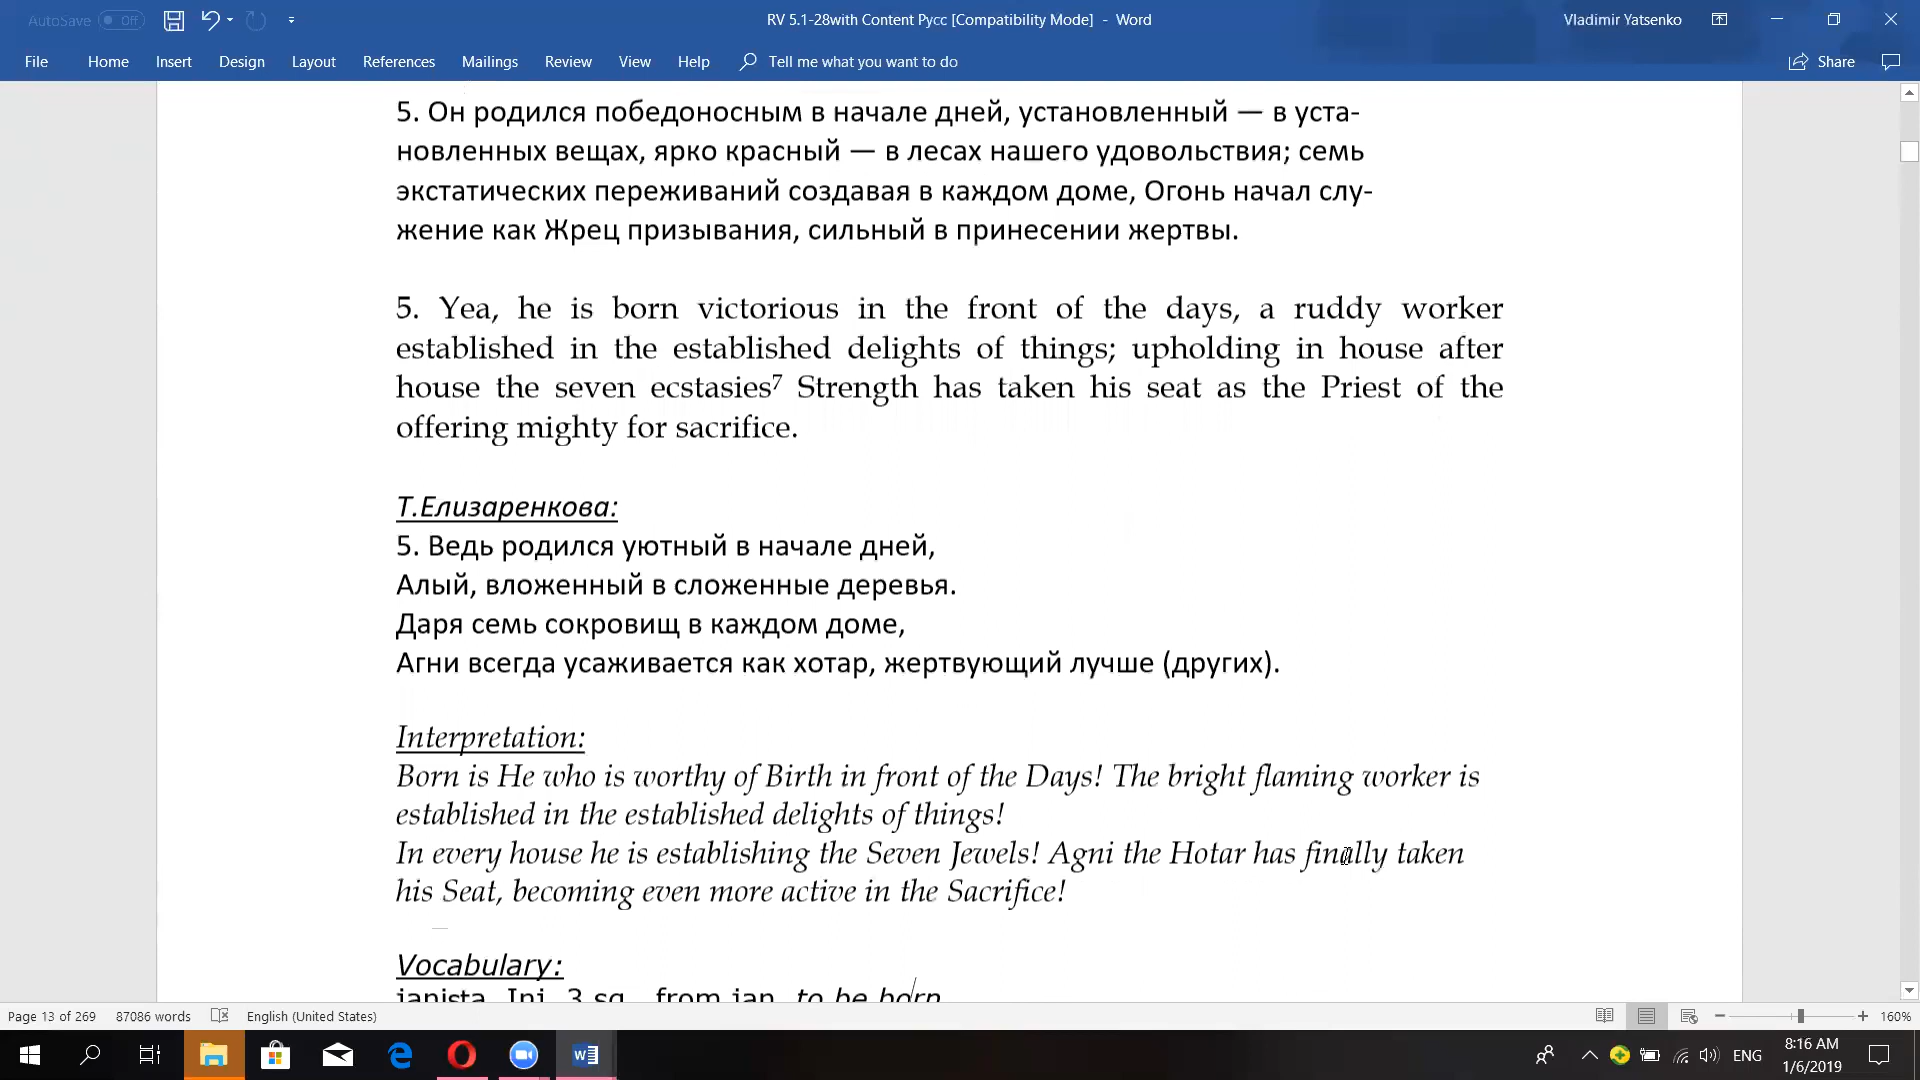 AutoSave Off RV 5.1-28with Content Русс [Compatibility Mode] - Word Vladimir Yatsenko
File Home Insert Design Layout References Mailings Review View Help Tell me what you want to do Share
5. Он родился победоносным в начале дней, установленный — в уста-
новленных вещах, ярко красный — в лесах нашего удовольствия; семь
экстатических переживаний создавая в каждом доме, Огонь начал слу-
жение как Жрец призывания, сильный в принесении жертвы.
5. Yea, he is born victorious in the front of the days, a ruddy worker
established in the established delights of things; upholding in house after
house the seven ecstasies⁷ Strength has taken his seat as the Priest of the
offering mighty for sacrifice.
Т.Елизаренкова:
5. Ведь родился уютный в начале дней,
Алый, вложенный в сложенные деревья.
Даря семь сокровищ в каждом доме,
Агни всегда усаживается как хотар, жертвующий лучше (других).
Interpretation:
Born is He who is worthy of Birth in front of the Days! The bright flaming worker is
established in the established delights of things!
In every house he is establishing the Seven Jewels! Agni the Hotar has finally taken
his Seat, becoming even more active in the Sacrifice!
Vocabulary:
janista, Inj. 3 sg., from jan, to be born
Page 13 of 269 87086 words English (United States) 160%
ENG 8:16 AM
1/6/2019